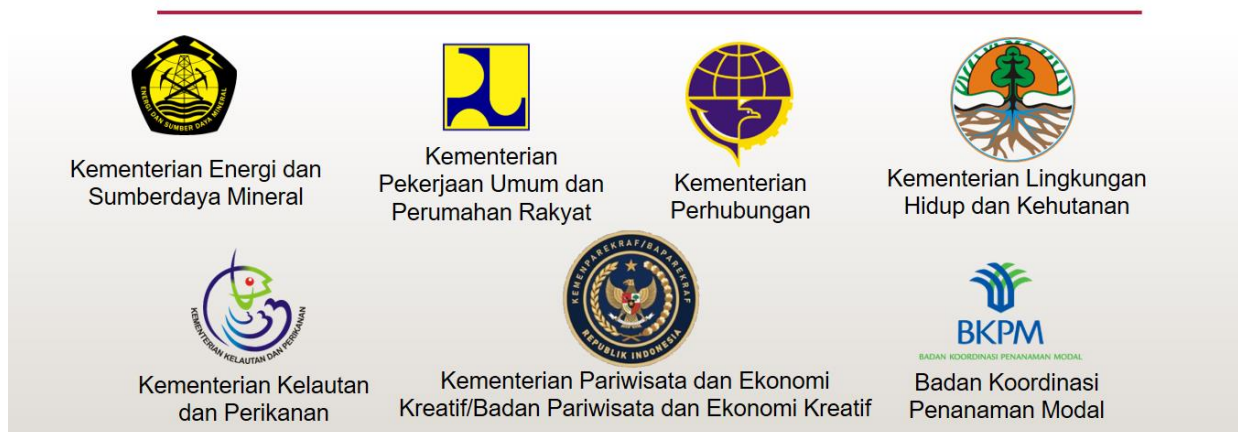 ENERGI DAN SUMBER DAYA MINERAL
Kementerian Energi dan
Sumberdaya Mineral
Kementerian
Pekerjaan Umum dan
Perumahan Rakyat
Kementerian
Perhubungan
Kementerian Lingkungan
Hidup dan Kehutanan
KEMENTERIAN KELAUTAN DAN PERIKANAN
Kementerian Kelautan
dan Perikanan
KEMENPAREKRAF/BAPAREKRAF
REPUBLIK INDONESIA
Kementerian Pariwisata dan Ekonomi
Kreatif/Badan Pariwisata dan Ekonomi Kreatif
BKPM
BADAN KOORDINASI PENANAMAN MODAL
Badan Koordinasi
Penanaman Modal